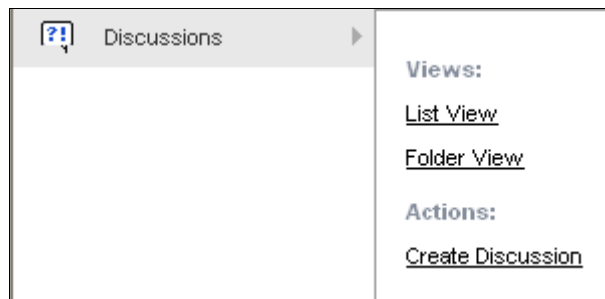 ?! Discussions
Views:
List View
Folder View
Actions:
Create Discussion